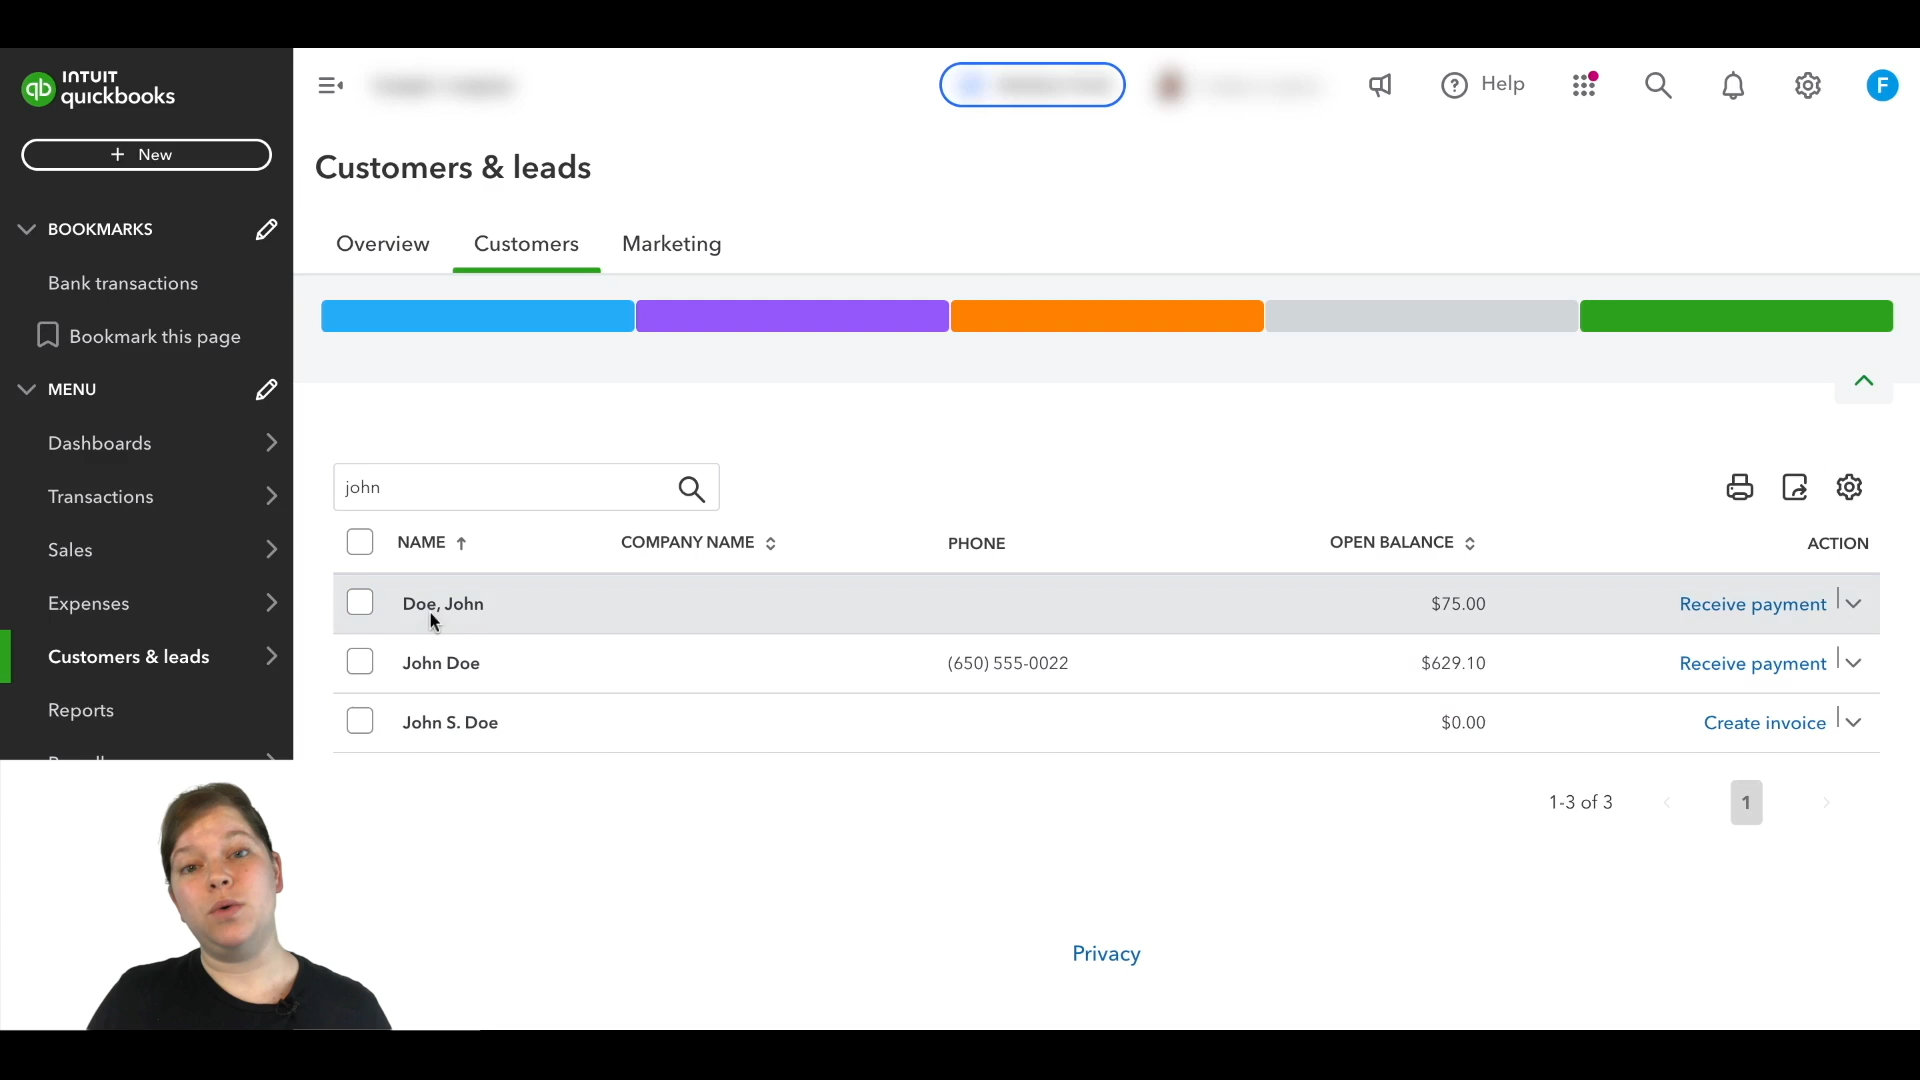 INTUIT
quickbooks
Help
F
+ New
Customers & leads
BOOKMARKS
Overview
Customers
Marketing
Bank transactions
Bookmark this page
MENU
Dashboards
Transactions
Sales
Expenses
Customers & leads
Reports
john
NAME COMPANY NAME PHONE OPEN BALANCE ACTION
Doe, John $75.00 Receive payment
John Doe (650) 555-0022 $629.10 Receive payment
John S. Doe $0.00 Create invoice
1-3 of 3 1
Privacy